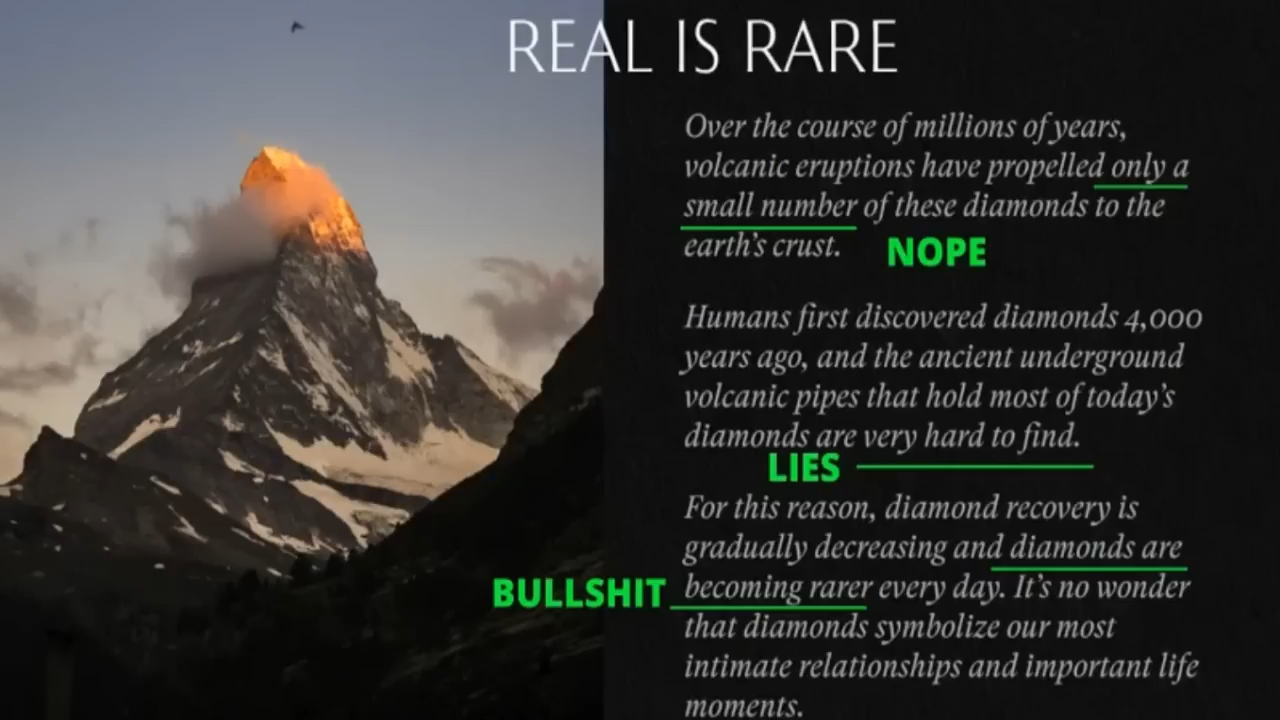 REAL IS RARE
Over the course of millions of years,
volcanic eruptions have propelled only a
small number of these diamonds to the
earth's crust.
NOPE
Humans first discovered diamonds 4,000
years ago, and the ancient underground
volcanic pipes that hold most of today's
diamonds are very hard to find.
LIES
For this reason, diamond recovery is
gradually decreasing and diamonds are
BULLSHIT becoming rarer every day. It's no wonder
that diamonds symbolize our most
intimate relationships and important life
moments.